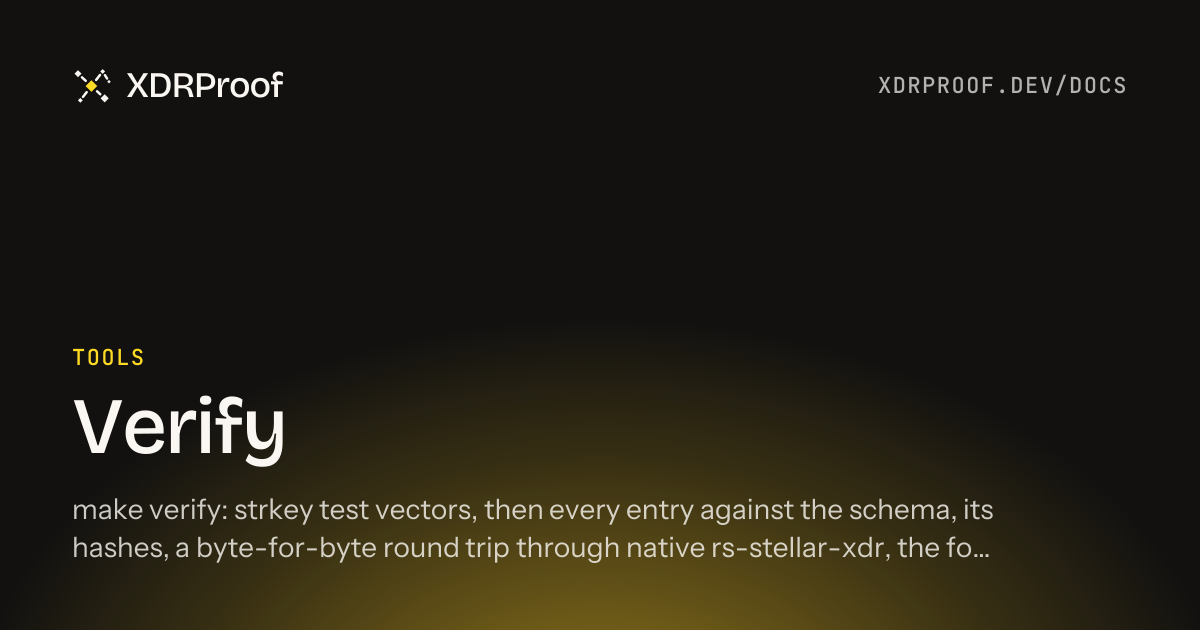 XDRProof
XDRPROOF.DEV/DOCS
TOOLS
Verify
make verify: strkey test vectors, then every entry against the schema, its
hashes, a byte-for-byte round trip through native rs-stellar-xdr, the fo...